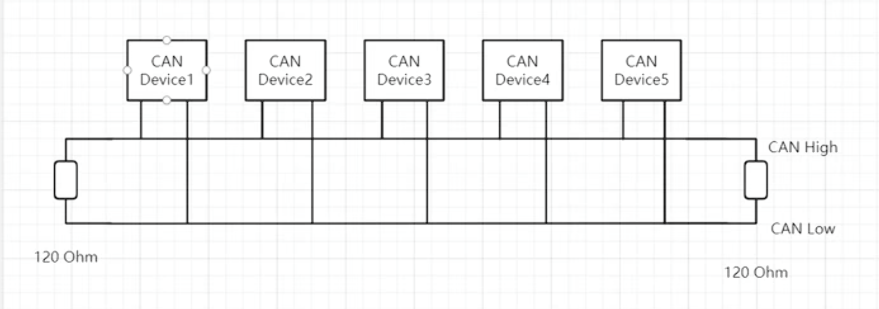 CAN
Device1
CAN
Device2
CAN
Device3
CAN
Device4
CAN
Device5
CAN High
CAN Low
120 Ohm
120 Ohm